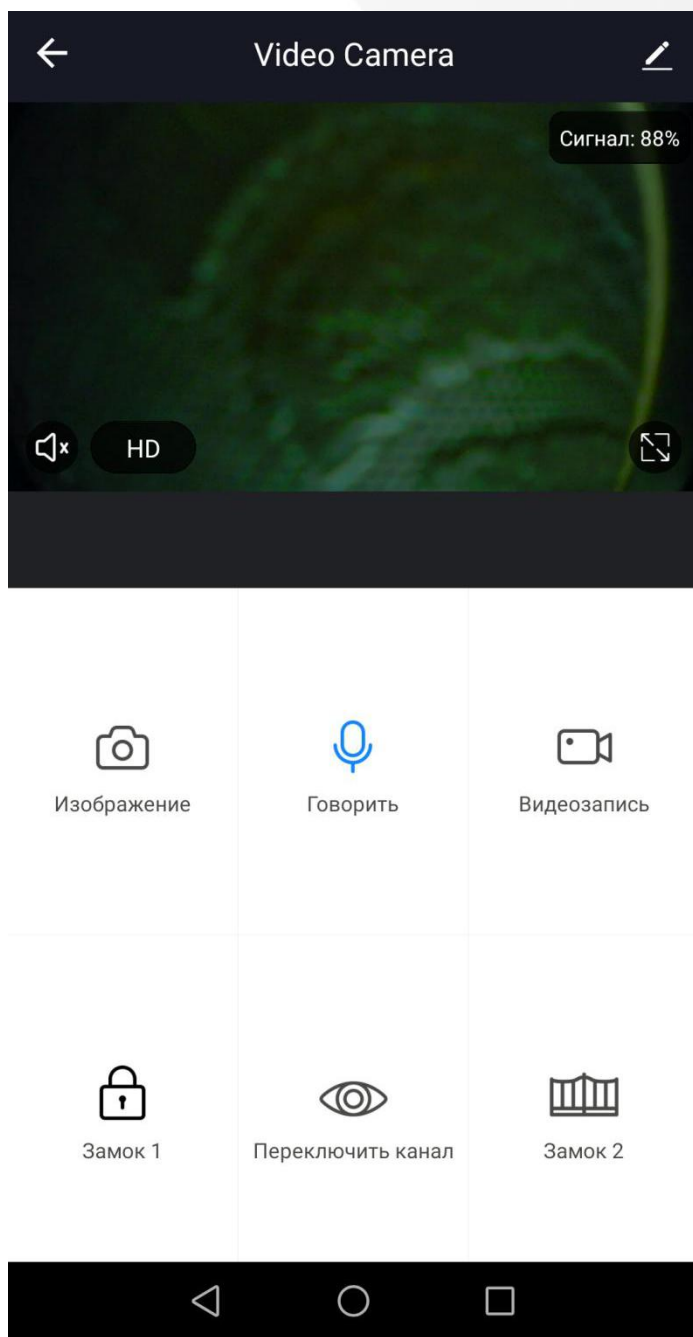 Video Camera
Сигнал: 88%
HD
Изображение
Говорить
Видеозапись
Замок 1
Переключить канал
Замок 2